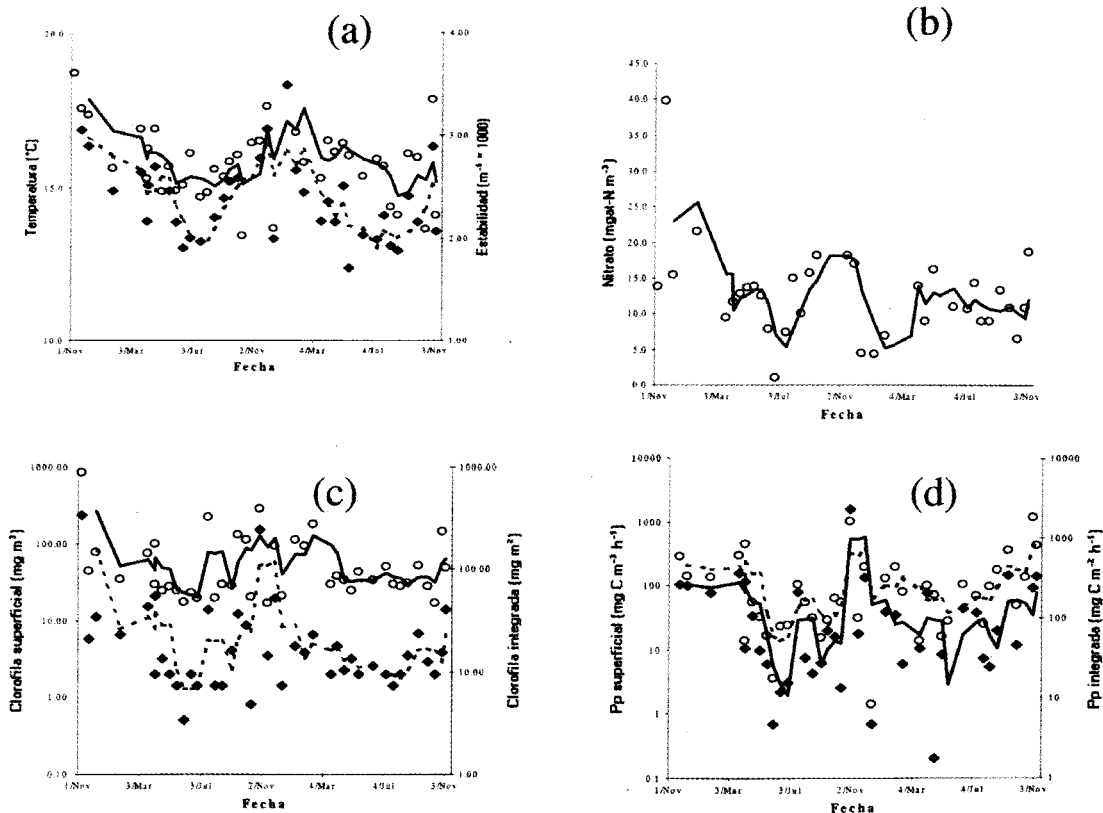 (a)
20.0
15.0
10.0
4.00
3.00
2.00
1.00
Temperatura (°C)
Estabilidad (m⁻¹ * 1000)
1/Nov 3/Mar 3/Jul 2/Nov 4/Mar 4/Jul 3/Nov
Fecha
(b)
45.0
40.0
35.0
30.0
25.0
20.0
15.0
10.0
5.0
0.0
Nitrato (mgat-N m⁻³)
1/Nov 3/Mar 3/Jul 2/Nov 4/Mar 4/Jul 3/Nov
Fecha
(c)
1000.00
100.00
10.00
1.00
0.10
1000.00
100.00
10.00
1.00
Clorofila superficial (mg m³)
Clorofila integrada (mg m²)
1/Nov 3/Mar 3/Jul 2/Nov 4/Mar 4/Jul 3/Nov
Fecha
(d)
10000
1000
100
10
1
0.1
10000
1000
100
10
1
Pp superficial (mg C m⁻³ h⁻¹)
Pp integrada (mg C m⁻² h⁻¹)
1/Nov 3/Mar 3/Jul 2/Nov 4/Mar 4/Jul 3/Nov
Fecha